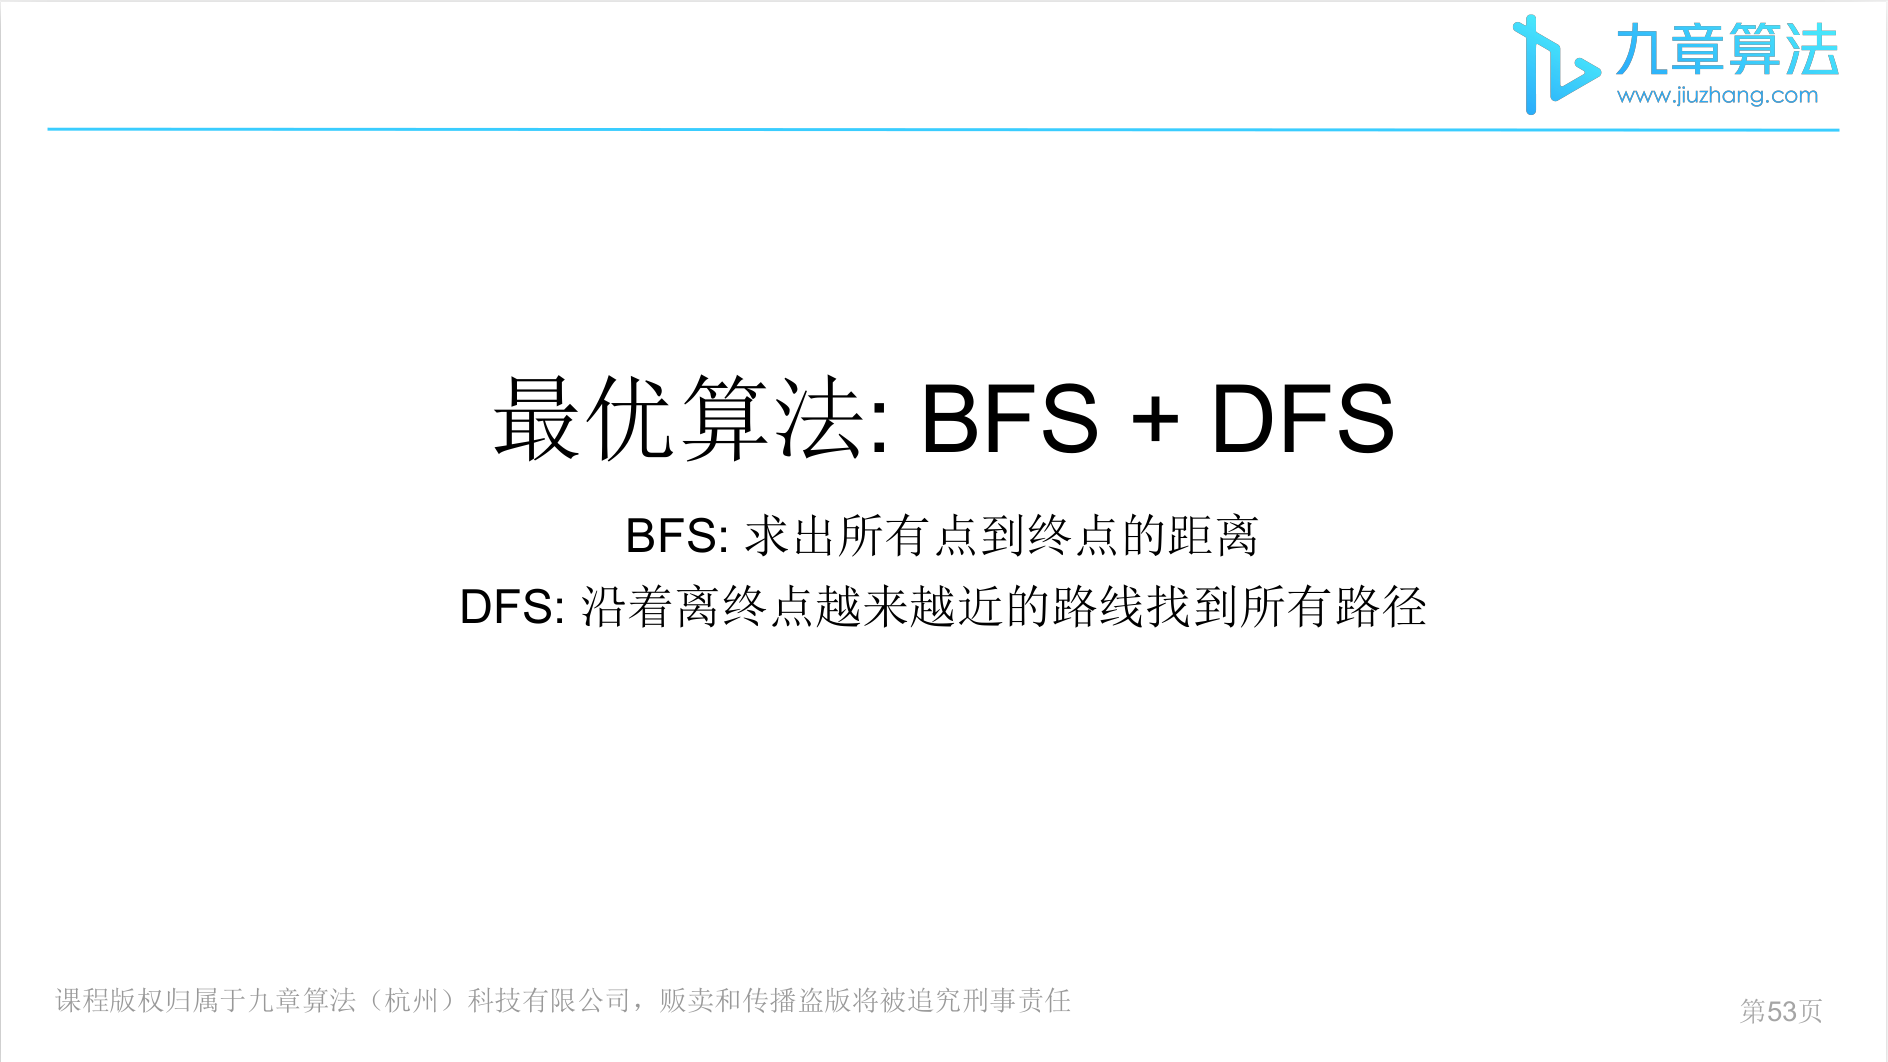 九章算法
www.jiuzhang.com
最优算法: BFS + DFS
BFS: 求出所有点到终点的距离
DFS: 沿着离终点越来越近的路线找到所有路径
课程版权归属于九章算法（杭州）科技有限公司，贩卖和传播盗版将被追究刑事责任
第53页